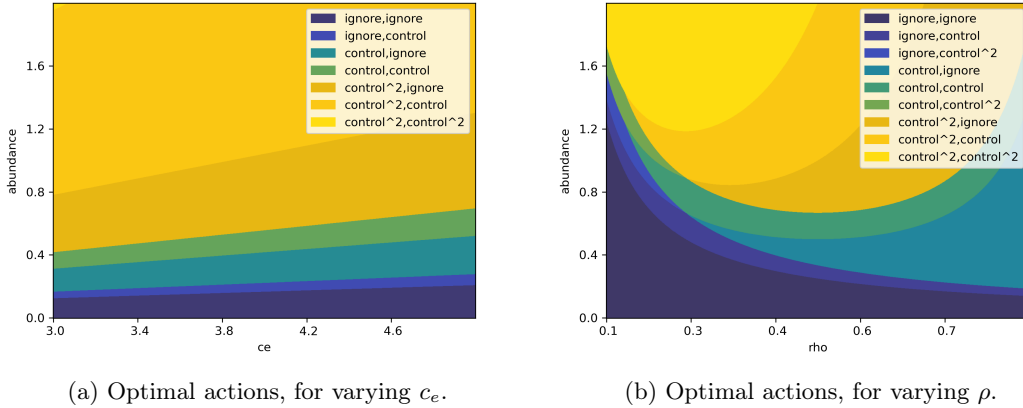 ignore,ignore
ignore,control
control,ignore
control,control
control^2,ignore
control^2,control
control^2,control^2
abundance
1.6
1.2
0.8
0.4
0.0
3.0 3.4 3.8 4.2 4.6
ce
(a) Optimal actions, for varying cₑ.
ignore,ignore
ignore,control
ignore,control^2
control,ignore
control,control
control,control^2
control^2,ignore
control^2,control
control^2,control^2
abundance
1.6
1.2
0.8
0.4
0.0
0.1 0.3 0.4 0.6 0.7
rho
(b) Optimal actions, for varying ρ.